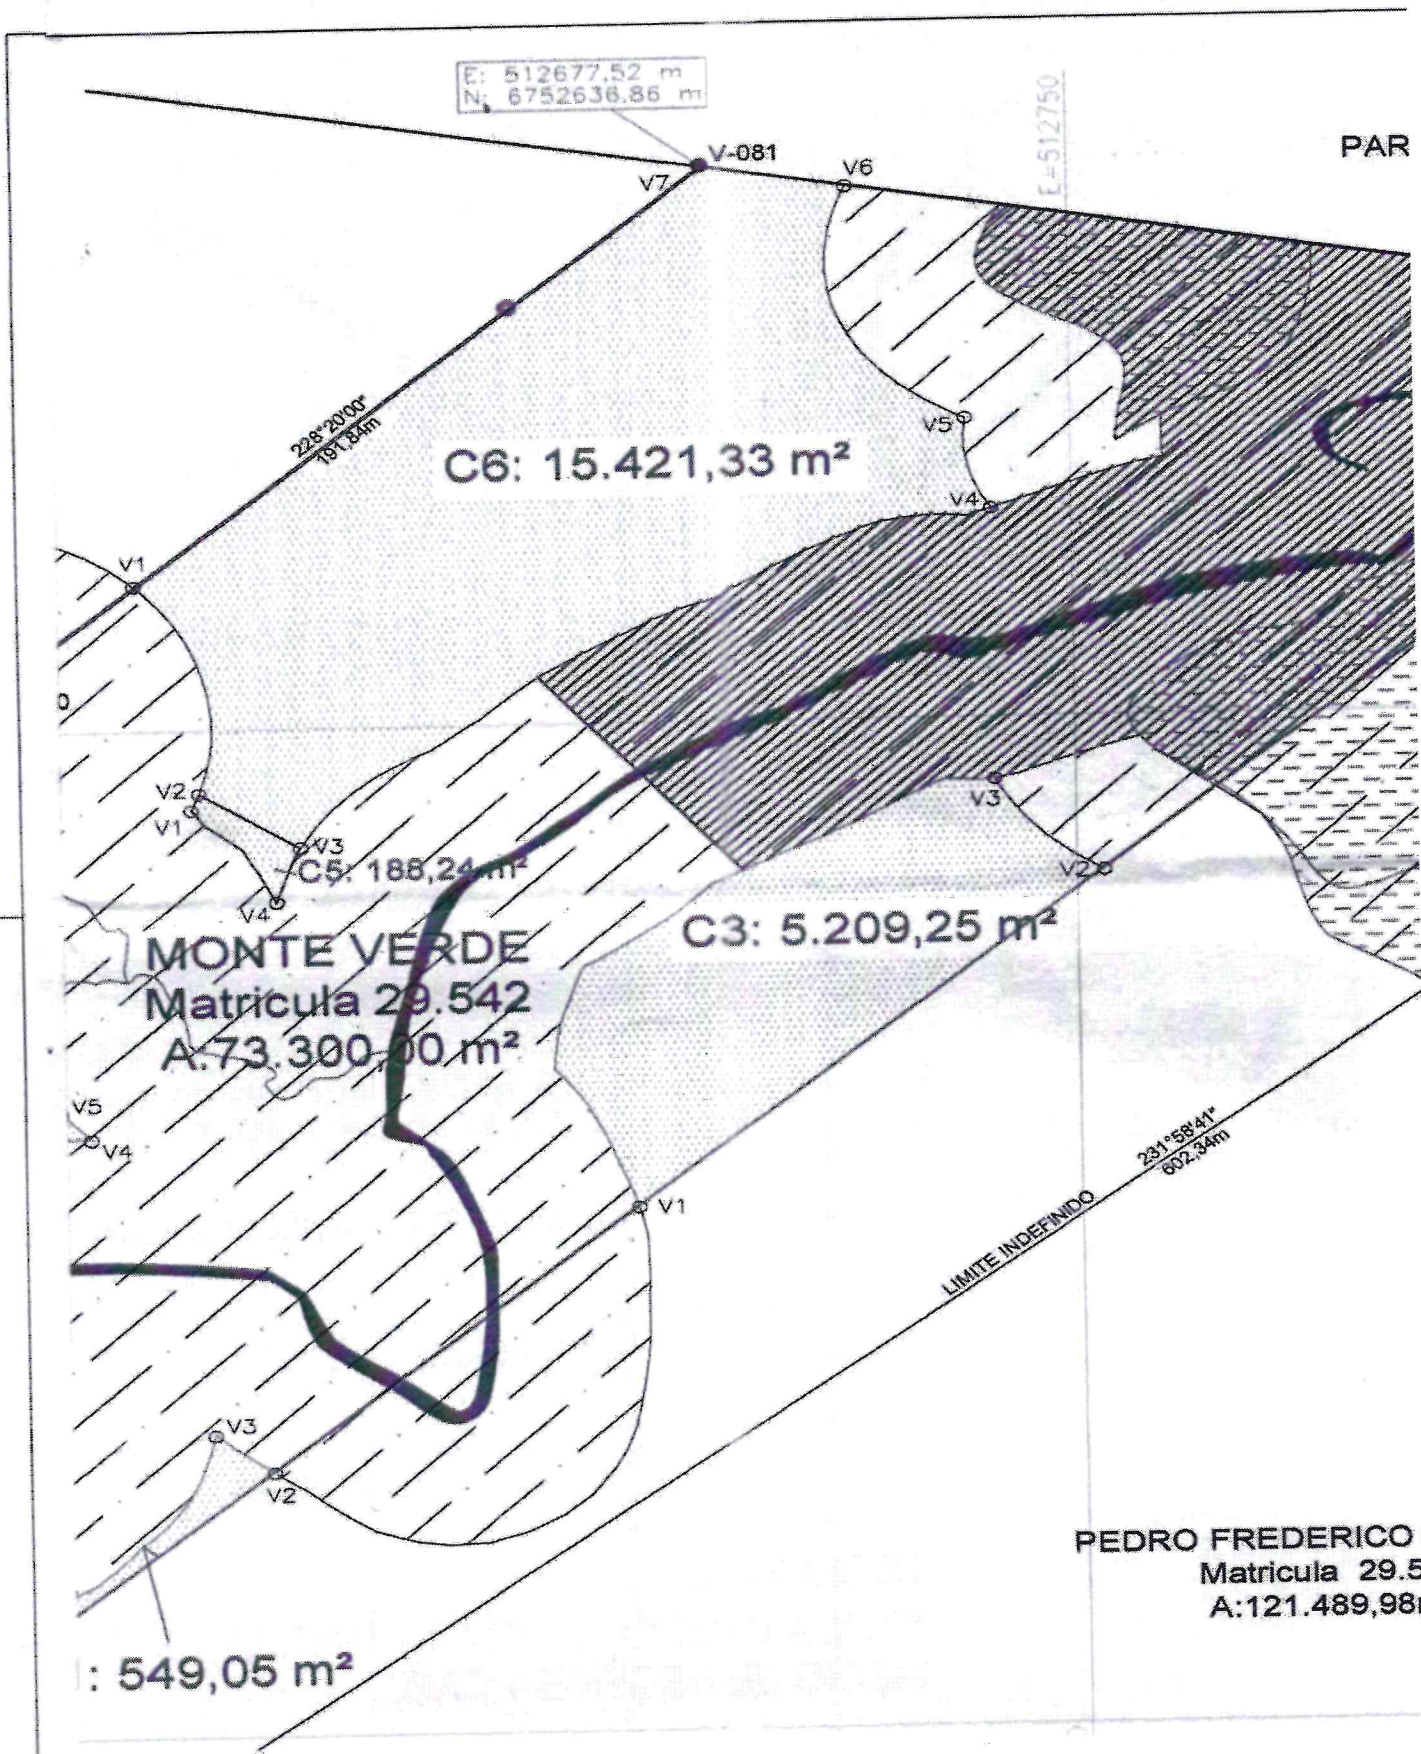 E: 512677,52 m
N: 6752636,86 m
V-081
V7
V6
E=512750
PAR
228°20'00"
191,84m
C6: 15.421,33 m²
V5
V4
V1
0
V2
V1
V3
C5: 188,24 m²
V4
V3
V2
C3: 5.209,25 m²
MONTE VERDE
Matricula 29.542
A:73.300,00 m²
V5
V4
V1
231°58'41"
602,34m
LIMITE INDEFINIDO
V3
V2
PEDRO FREDERICO
Matricula 29.5
A:121.489,98m
: 549,05 m²